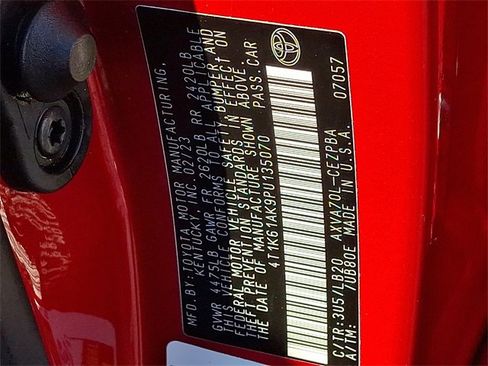 MFD. BY: TOYOTA MOTOR MANUFACTURING,
KENTUCKY, INC. 02/23
GVWR 4475LB GAWR FR 2620LB RR 2420LB
THIS VEHICLE CONFORMS TO ALL APPLICABLE
FEDERAL MOTOR VEHICLE SAFETY, BUMPER AND
THEFT PREVENTION STANDARDS IN EFFECT ON
THE DATE OF MANUFACTURE SHOWN ABOVE.
4T1K61AK9PU135070 PASS. CAR
C/TR: 3U5/LB20 AXVA70L-CEZPBA 07057
A/TM: /UB80E MADE IN U.S.A.